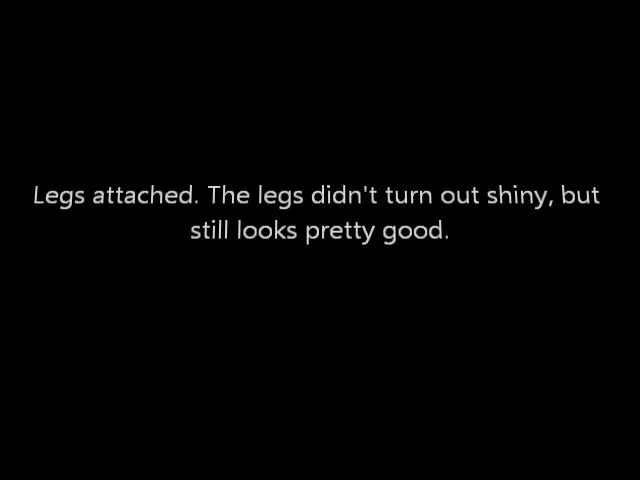 Legs attached. The legs didn't turn out shiny, but
still looks pretty good.